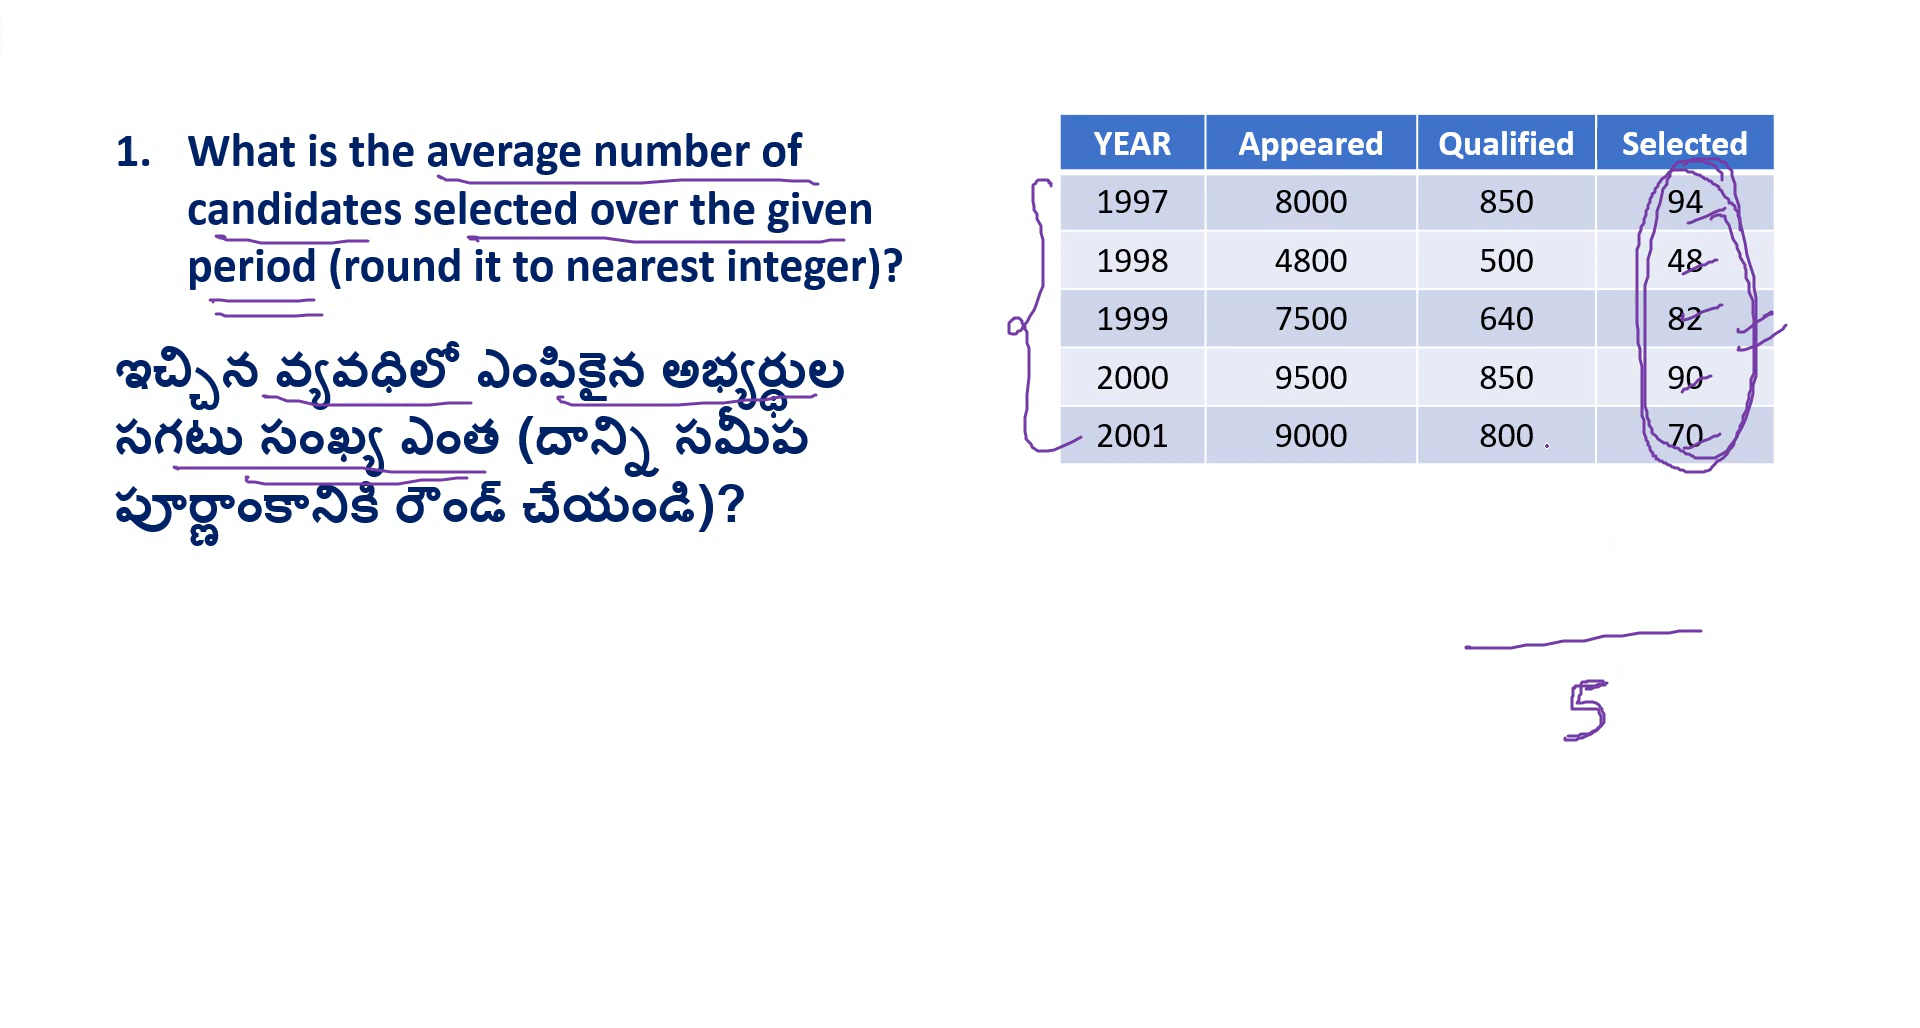 1. What is the average number of
candidates selected over the given
period (round it to nearest integer)?
ఇచ్చిన వ్యవధిలో ఎంపికైన అభ్యర్థుల
సగటు సంఖ్య ఎంత (దాన్ని సమీప
పూర్ణాంకానికి రౌండ్ చేయండి)?
YEAR Appeared Qualified Selected
1997 8000 850 94
1998 4800 500 48
1999 7500 640 82
2000 9500 850 90
2001 9000 800 70
5